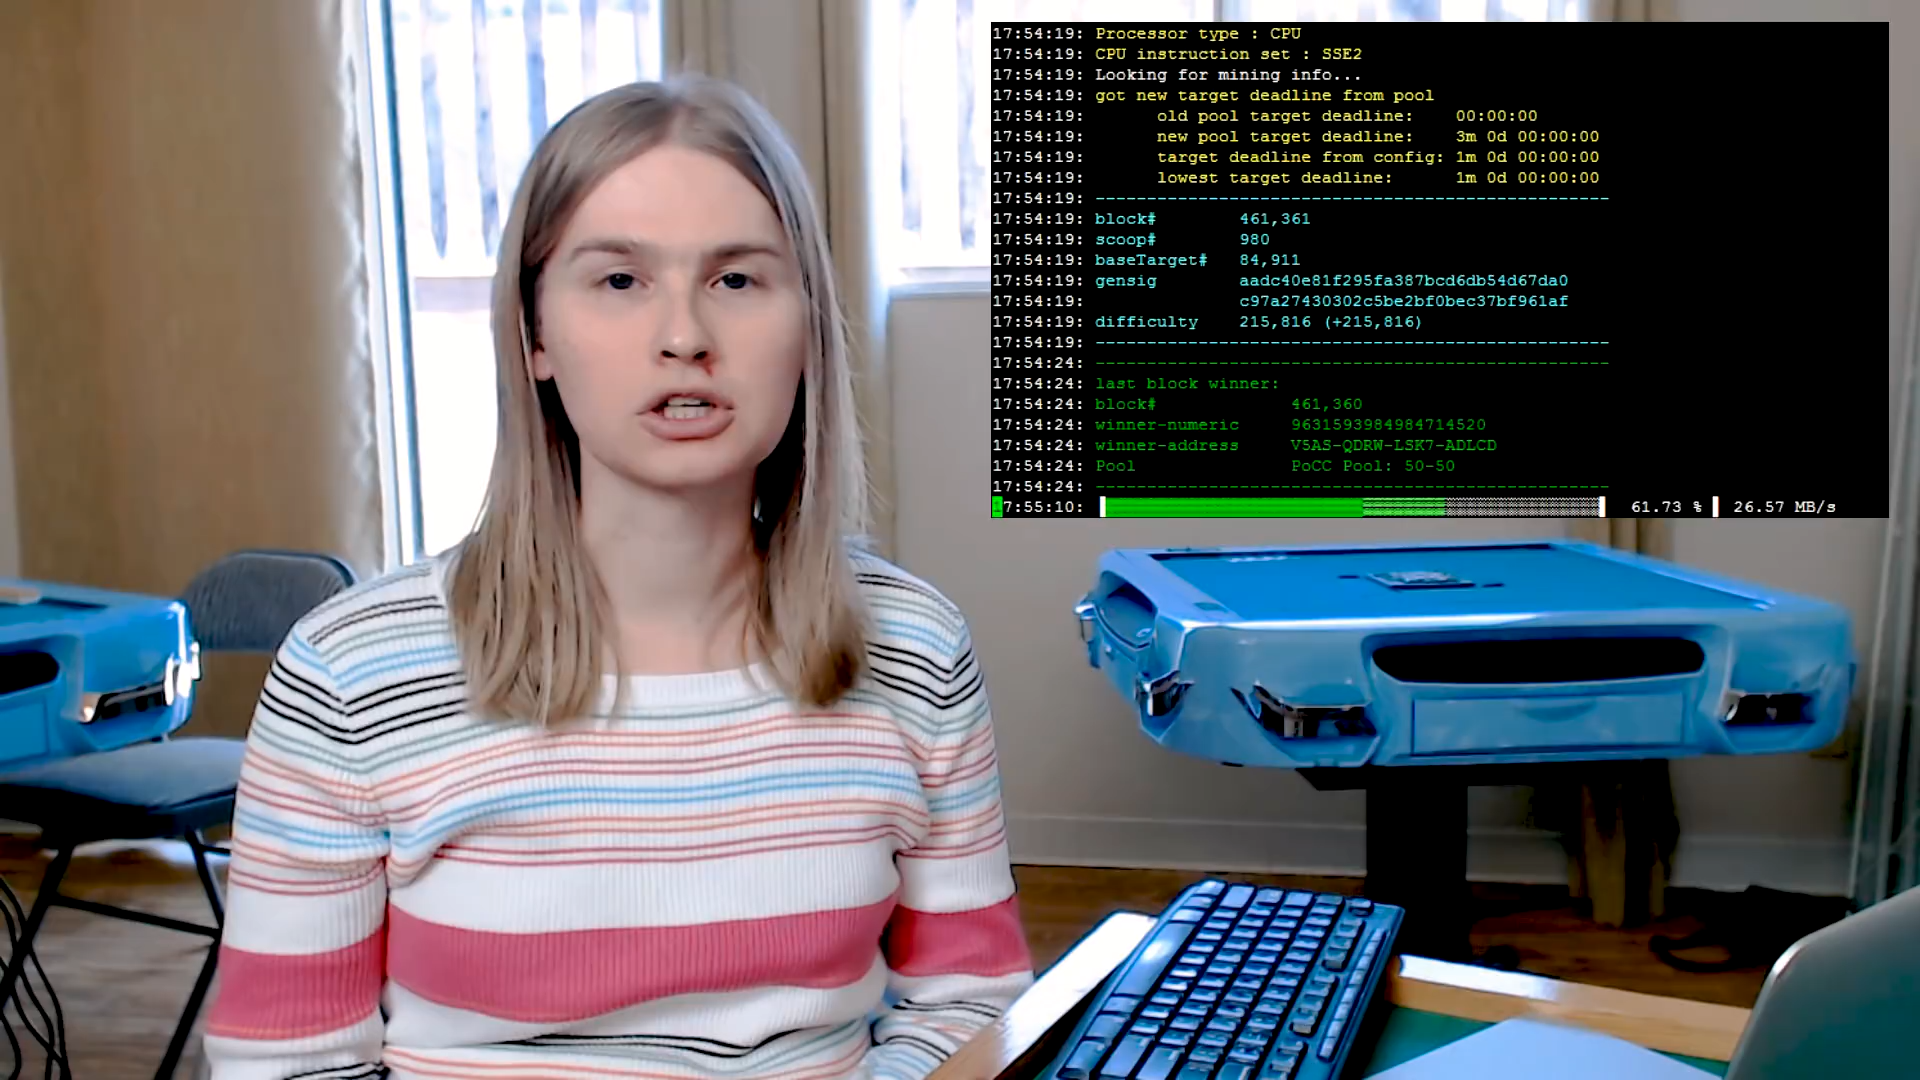 17:54:19: Processor type : CPU
17:54:19: CPU instruction set : SSE2
17:54:19: Looking for mining info...
17:54:19: got new target deadline from pool
17:54:19: old pool target deadline: 00:00:00
17:54:19: new pool target deadline: 3m 0d 00:00:00
17:54:19: target deadline from config: 1m 0d 00:00:00
17:54:19: lowest target deadline: 1m 0d 00:00:00
17:54:19: --------------------------------------------------
17:54:19: block# 461,361
17:54:19: scoop# 980
17:54:19: baseTarget# 84,911
17:54:19: gensig aadc40e81f295fa387bcd6db54d67da0
17:54:19: c97a27430302c5be2bf0bec37bf961af
17:54:19: difficulty 215,816 (+215,816)
17:54:19: --------------------------------------------------
17:54:24: --------------------------------------------------
17:54:24: last block winner:
17:54:24: block# 461,360
17:54:24: winner-numeric 9631593984984714520
17:54:24: winner-address V5AS-QDRW-LSK7-ADLCD
17:54:24: Pool PoCC Pool: 50-50
17:54:24: --------------------------------------------------
17:55:10: 61.73 % 26.57 MB/s